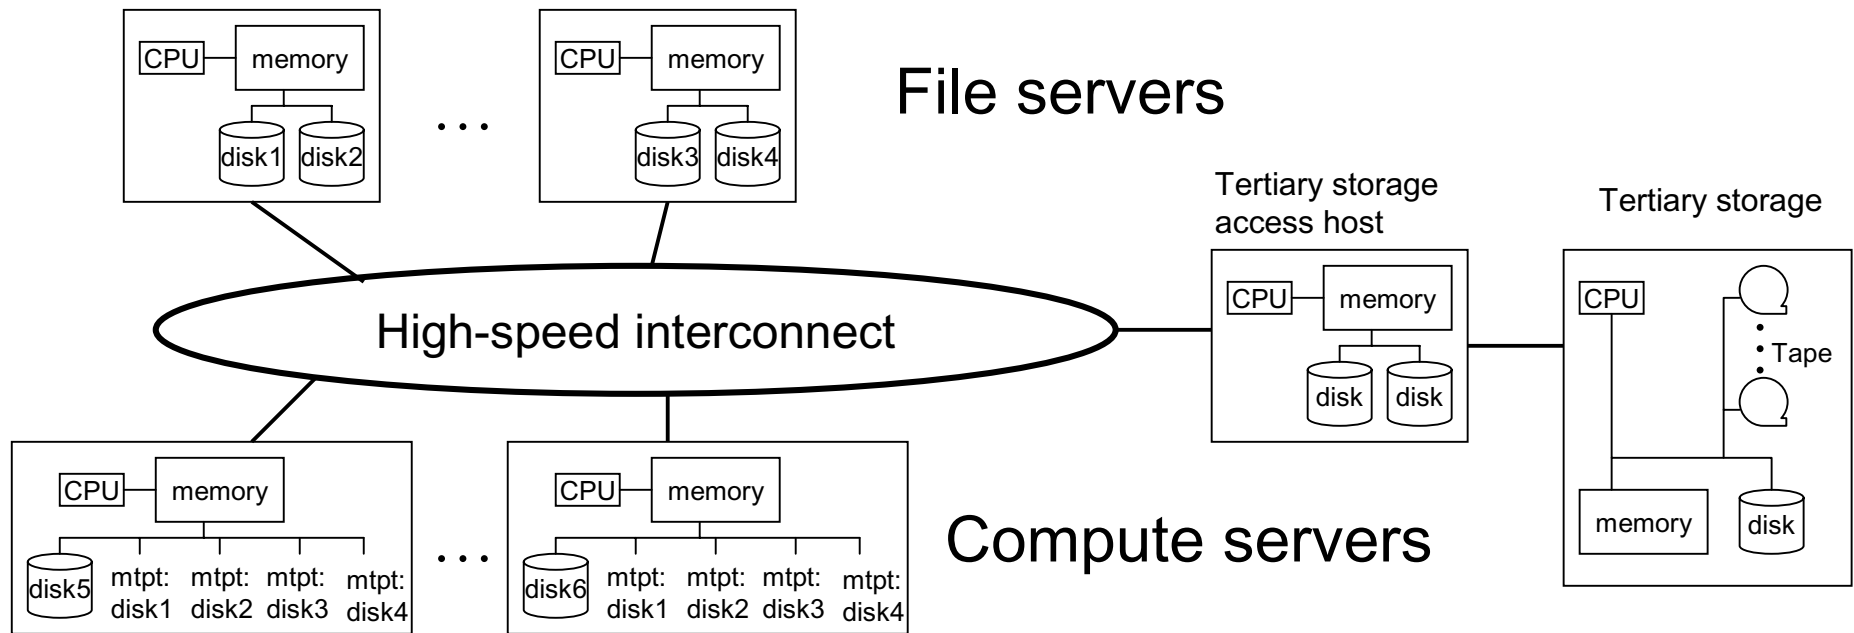 CPU
memory
disk1
disk2
...
CPU
memory
disk3
disk4
File servers
Tertiary storage
access host
Tertiary storage
High-speed interconnect
CPU
memory
disk
disk
CPU
Tape
memory
disk
CPU
memory
disk5
mtpt:
disk1
mtpt:
disk2
mtpt:
disk3
mtpt:
disk4
...
CPU
memory
disk6
mtpt:
disk1
mtpt:
disk2
mtpt:
disk3
mtpt:
disk4
Compute servers